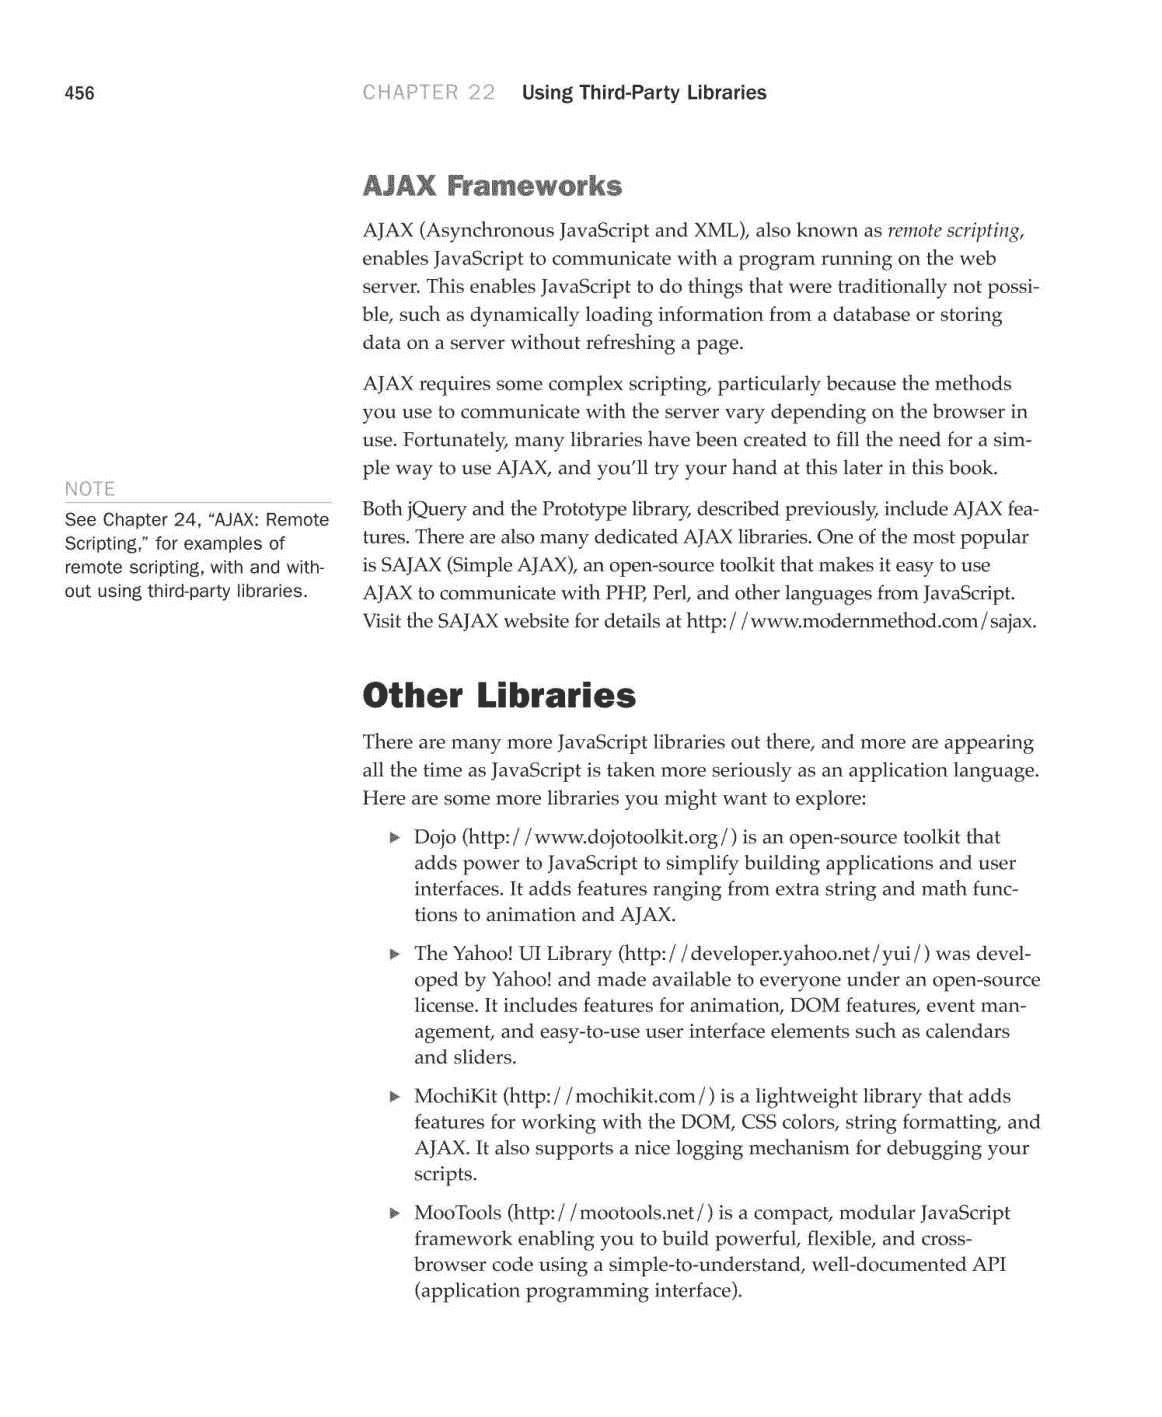 456
CHAPTER 22 Using Third-Party Libraries
AJAX Frameworks
AJAX (Asynchronous JavaScript and XML), also known as remote scripting,
enables JavaScript to communicate with a program running on the web
server. This enables JavaScript to do things that were traditionally not possi-
ble, such as dynamically loading information from a database or storing
data on a server without refreshing a page.
AJAX requires some complex scripting, particularly because the methods
you use to communicate with the server vary depending on the browser in
use. Fortunately, many libraries have been created to fill the need for a sim-
ple way to use AJAX, and you’ll try your hand at this later in this book.
NOTE
See Chapter 24, “AJAX: Remote
Scripting,” for examples of
remote scripting, with and with-
out using third-party libraries.
Both jQuery and the Prototype library, described previously, include AJAX fea-
tures. There are also many dedicated AJAX libraries. One of the most popular
is SAJAX (Simple AJAX), an open-source toolkit that makes it easy to use
AJAX to communicate with PHP, Perl, and other languages from JavaScript.
Visit the SAJAX website for details at http://www.modernmethod.com/sajax.
Other Libraries
There are many more JavaScript libraries out there, and more are appearing
all the time as JavaScript is taken more seriously as an application language.
Here are some more libraries you might want to explore:
▶ Dojo (http://www.dojotoolkit.org/) is an open-source toolkit that
adds power to JavaScript to simplify building applications and user
interfaces. It adds features ranging from extra string and math func-
tions to animation and AJAX.
▶ The Yahoo! UI Library (http://developer.yahoo.net/yui/) was devel-
oped by Yahoo! and made available to everyone under an open-source
license. It includes features for animation, DOM features, event man-
agement, and easy-to-use user interface elements such as calendars
and sliders.
▶ MochiKit (http://mochikit.com/) is a lightweight library that adds
features for working with the DOM, CSS colors, string formatting, and
AJAX. It also supports a nice logging mechanism for debugging your
scripts.
▶ MooTools (http://mootools.net/) is a compact, modular JavaScript
framework enabling you to build powerful, flexible, and cross-
browser code using a simple-to-understand, well-documented API
(application programming interface).